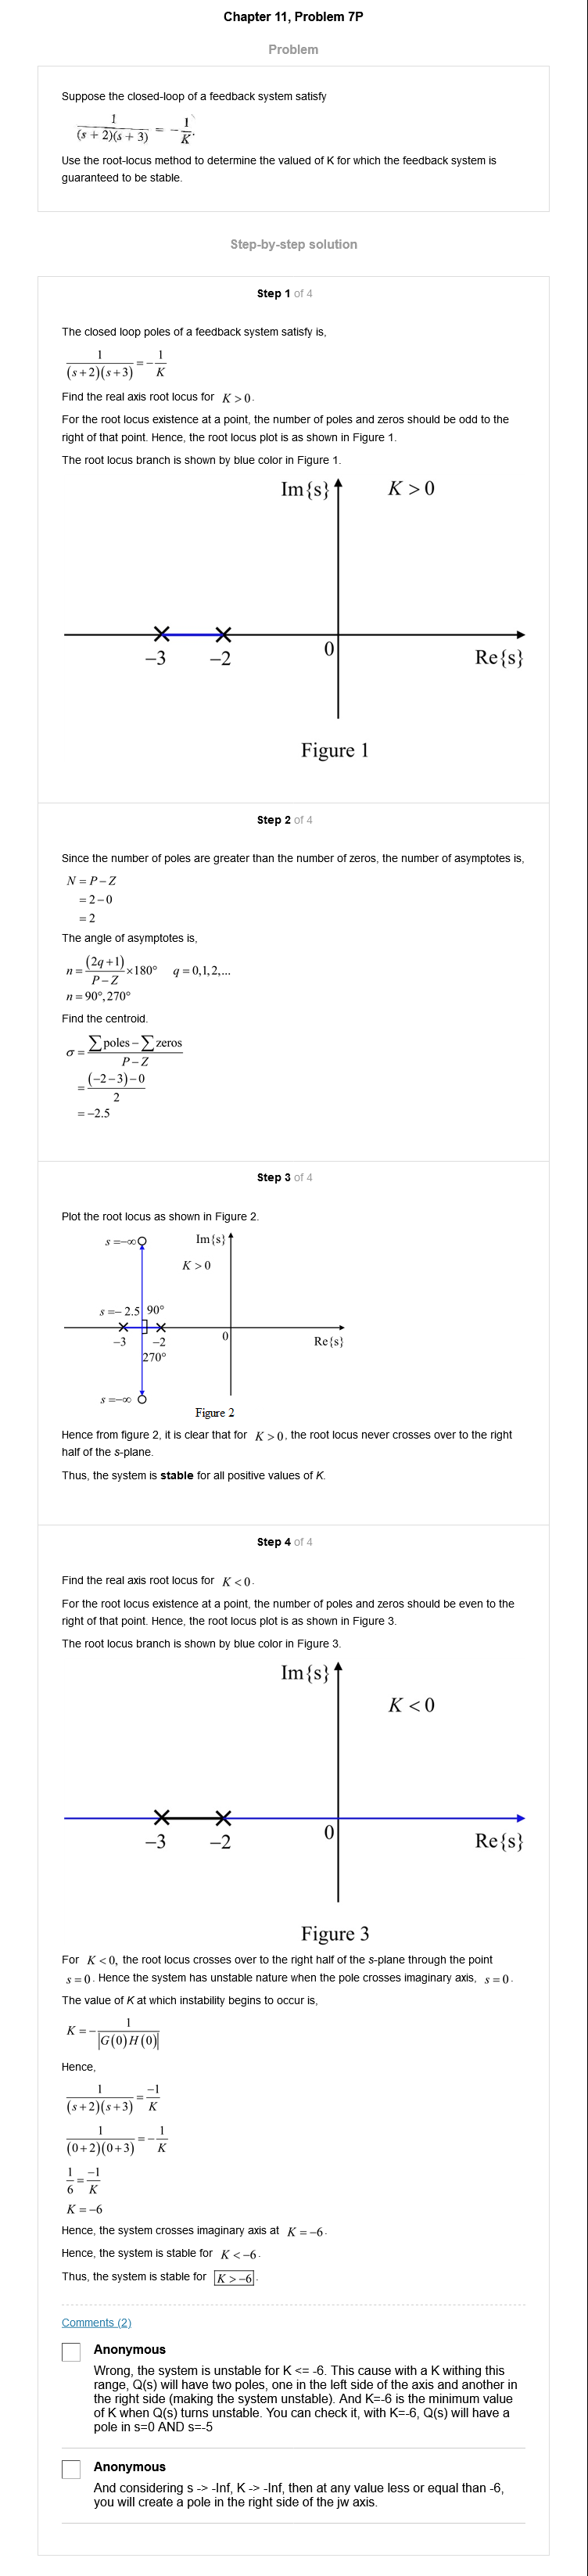 Chapter 11, Problem 7P
Problem
Suppose the closed-loop of a feedback system satisfy
1
(s + 2)(s + 3) = - 1/K.
Use the root-locus method to determine the valued of K for which the feedback system is
guaranteed to be stable.
Step-by-step solution
Step 1 of 4
The closed loop poles of a feedback system satisfy is,
1/((s+2)(s+3)) = -1/K
Find the real axis root locus for K > 0.
For the root locus existence at a point, the number of poles and zeros should be odd to the
right of that point. Hence, the root locus plot is as shown in Figure 1.
The root locus branch is shown by blue color in Figure 1.
Im{s} K > 0
0
-3 -2 Re{s}
Figure 1
Step 2 of 4
Since the number of poles are greater than the number of zeros, the number of asymptotes is,
N = P - Z
= 2 - 0
= 2
The angle of asymptotes is,
n = (2q+1)/(P-Z) ×180° q = 0,1,2,...
n = 90°, 270°
Find the centroid.
σ = (∑poles - ∑zeros)/(P-Z)
= ((-2-3)-0)/2
= -2.5
Step 3 of 4
Plot the root locus as shown in Figure 2.
s =-∞ Im{s}
K > 0
s =- 2.5 90°
-3 -2 0 Re{s}
270°
s =-∞
Figure 2
Hence from figure 2, it is clear that for K > 0, the root locus never crosses over to the right
half of the s-plane.
Thus, the system is stable for all positive values of K.
Step 4 of 4
Find the real axis root locus for K < 0.
For the root locus existence at a point, the number of poles and zeros should be even to the
right of that point. Hence, the root locus plot is as shown in Figure 3.
The root locus branch is shown by blue color in Figure 3.
Im{s}
K < 0
0
-3 -2 Re{s}
Figure 3
For K < 0, the root locus crosses over to the right half of the s-plane through the point
s = 0. Hence the system has unstable nature when the pole crosses imaginary axis, s = 0.
The value of K at which instability begins to occur is,
K = - 1/|G(0)H(0)|
Hence,
1/((s+2)(s+3)) = -1/K
1/((0+2)(0+3)) = -1/K
1/6 = -1/K
K = -6
Hence, the system crosses imaginary axis at K = -6.
Hence, the system is stable for K < -6.
Thus, the system is stable for K > -6.
Comments (2)
Anonymous
Wrong, the system is unstable for K <= -6. This cause with a K withing this
range, Q(s) will have two poles, one in the left side of the axis and another in
the right side (making the system unstable). And K=-6 is the minimum value
of K when Q(s) turns unstable. You can check it, with K=-6, Q(s) will have a
pole in s=0 AND s=-5
Anonymous
And considering s -> -Inf, K -> -Inf, then at any value less or equal than -6,
you will create a pole in the right side of the jw axis.